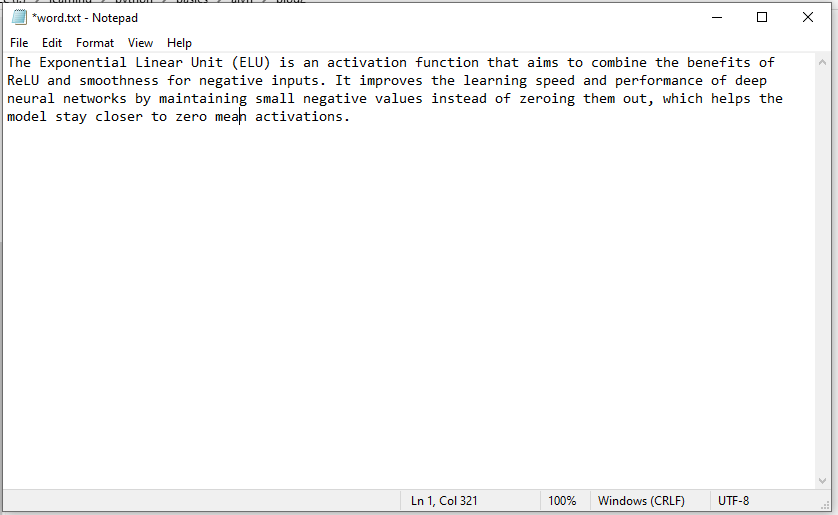 *word.txt - Notepad
File Edit Format View Help
The Exponential Linear Unit (ELU) is an activation function that aims to combine the benefits of
ReLU and smoothness for negative inputs. It improves the learning speed and performance of deep
neural networks by maintaining small negative values instead of zeroing them out, which helps the
model stay closer to zero mean activations.
Ln 1, Col 321 100% Windows (CRLF) UTF-8